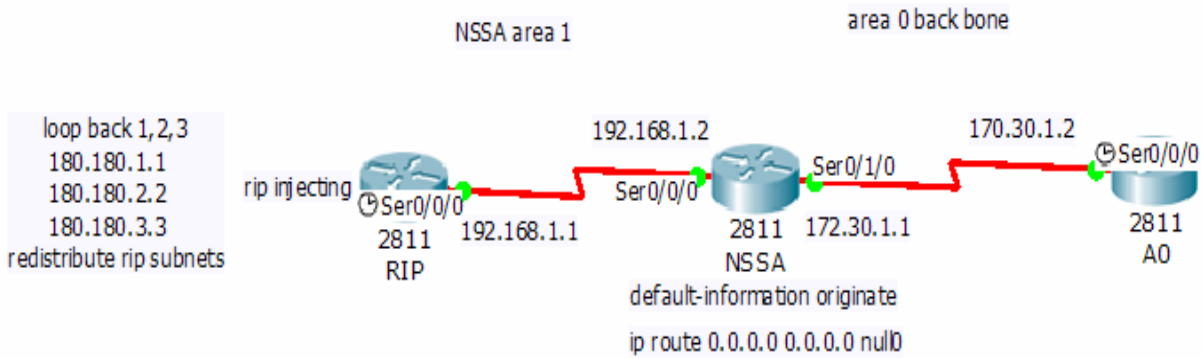 NSSA area 1
area 0 back bone
loop back 1,2,3
180.180.1.1
180.180.2.2
180.180.3.3
redistribute rip subnets
rip injecting
Ser0/0/0
2811
RIP
192.168.1.1
192.168.1.2
Ser0/0/0
Ser0/1/0
2811
NSSA
172.30.1.1
170.30.1.2
Ser0/0/0
2811
A0
default-information originate
ip route 0.0.0.0 0.0.0.0 null0